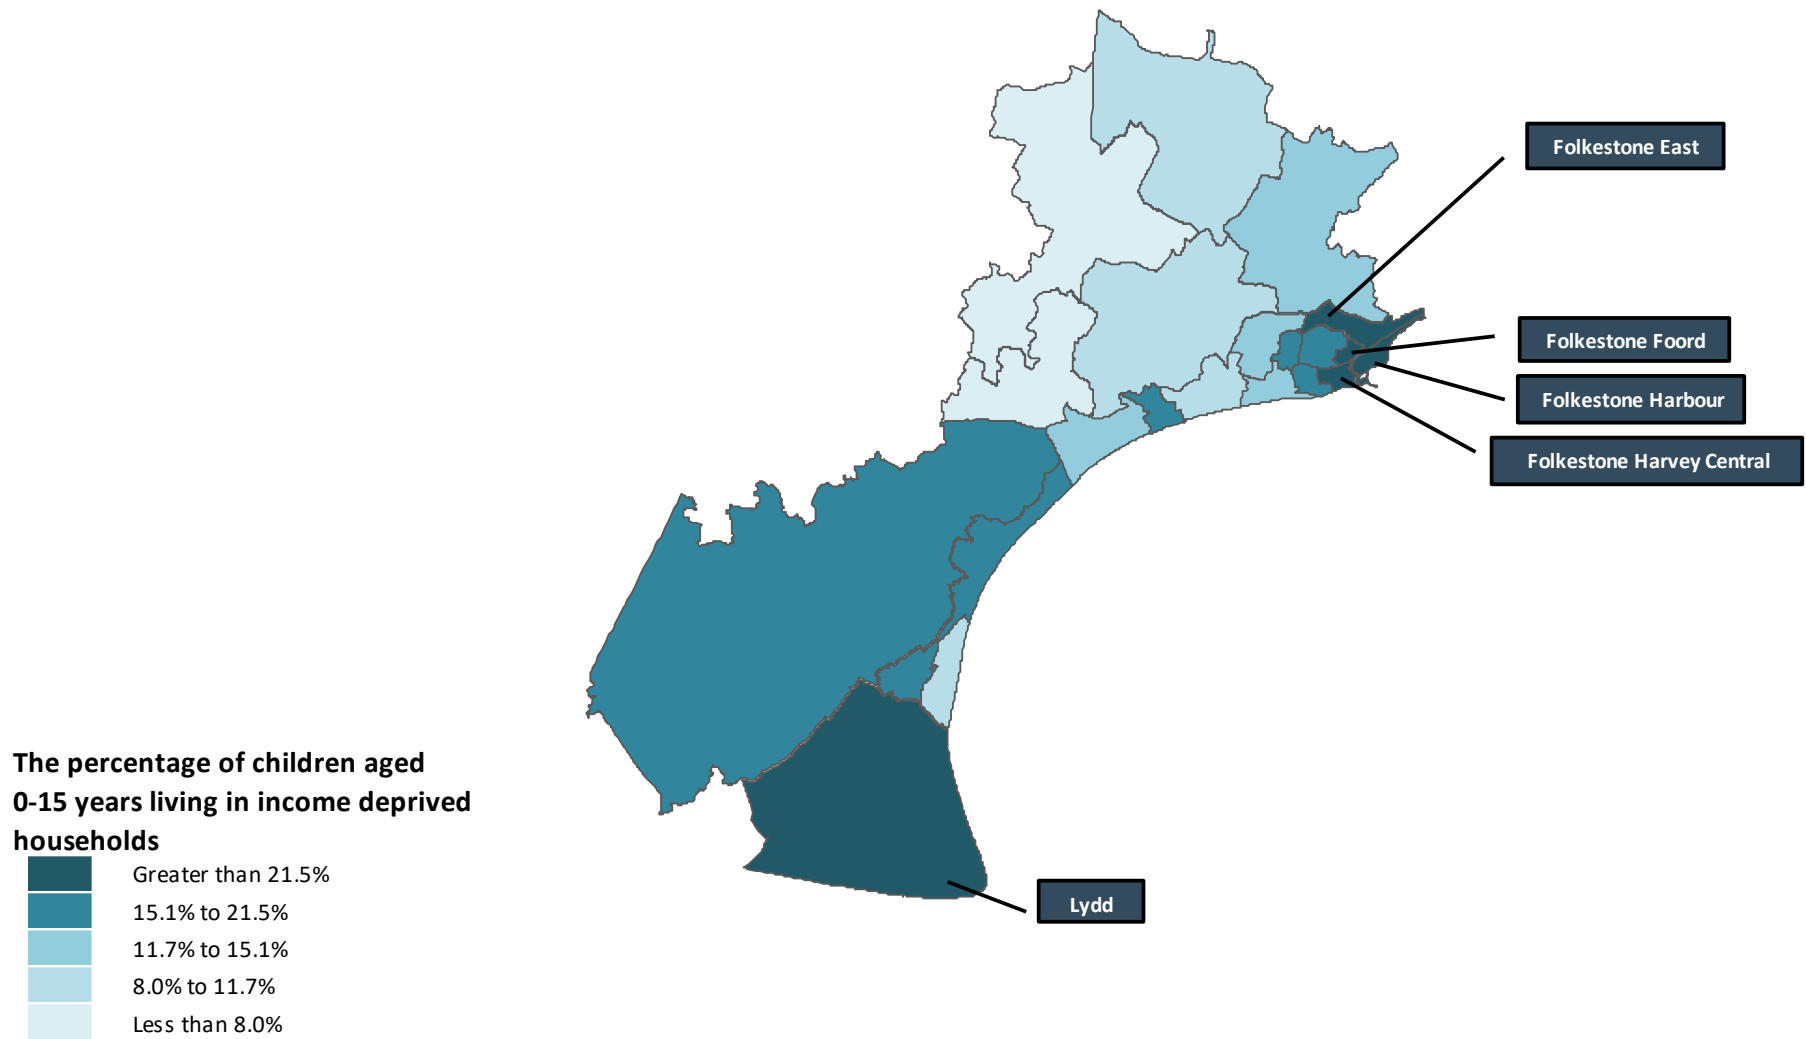 Folkestone East
Folkestone Foord
Folkestone Harbour
Folkestone Harvey Central
The percentage of children aged
0-15 years living in income deprived
households
Greater than 21.5%
15.1% to 21.5%
11.7% to 15.1%
8.0% to 11.7%
Less than 8.0%
Lydd